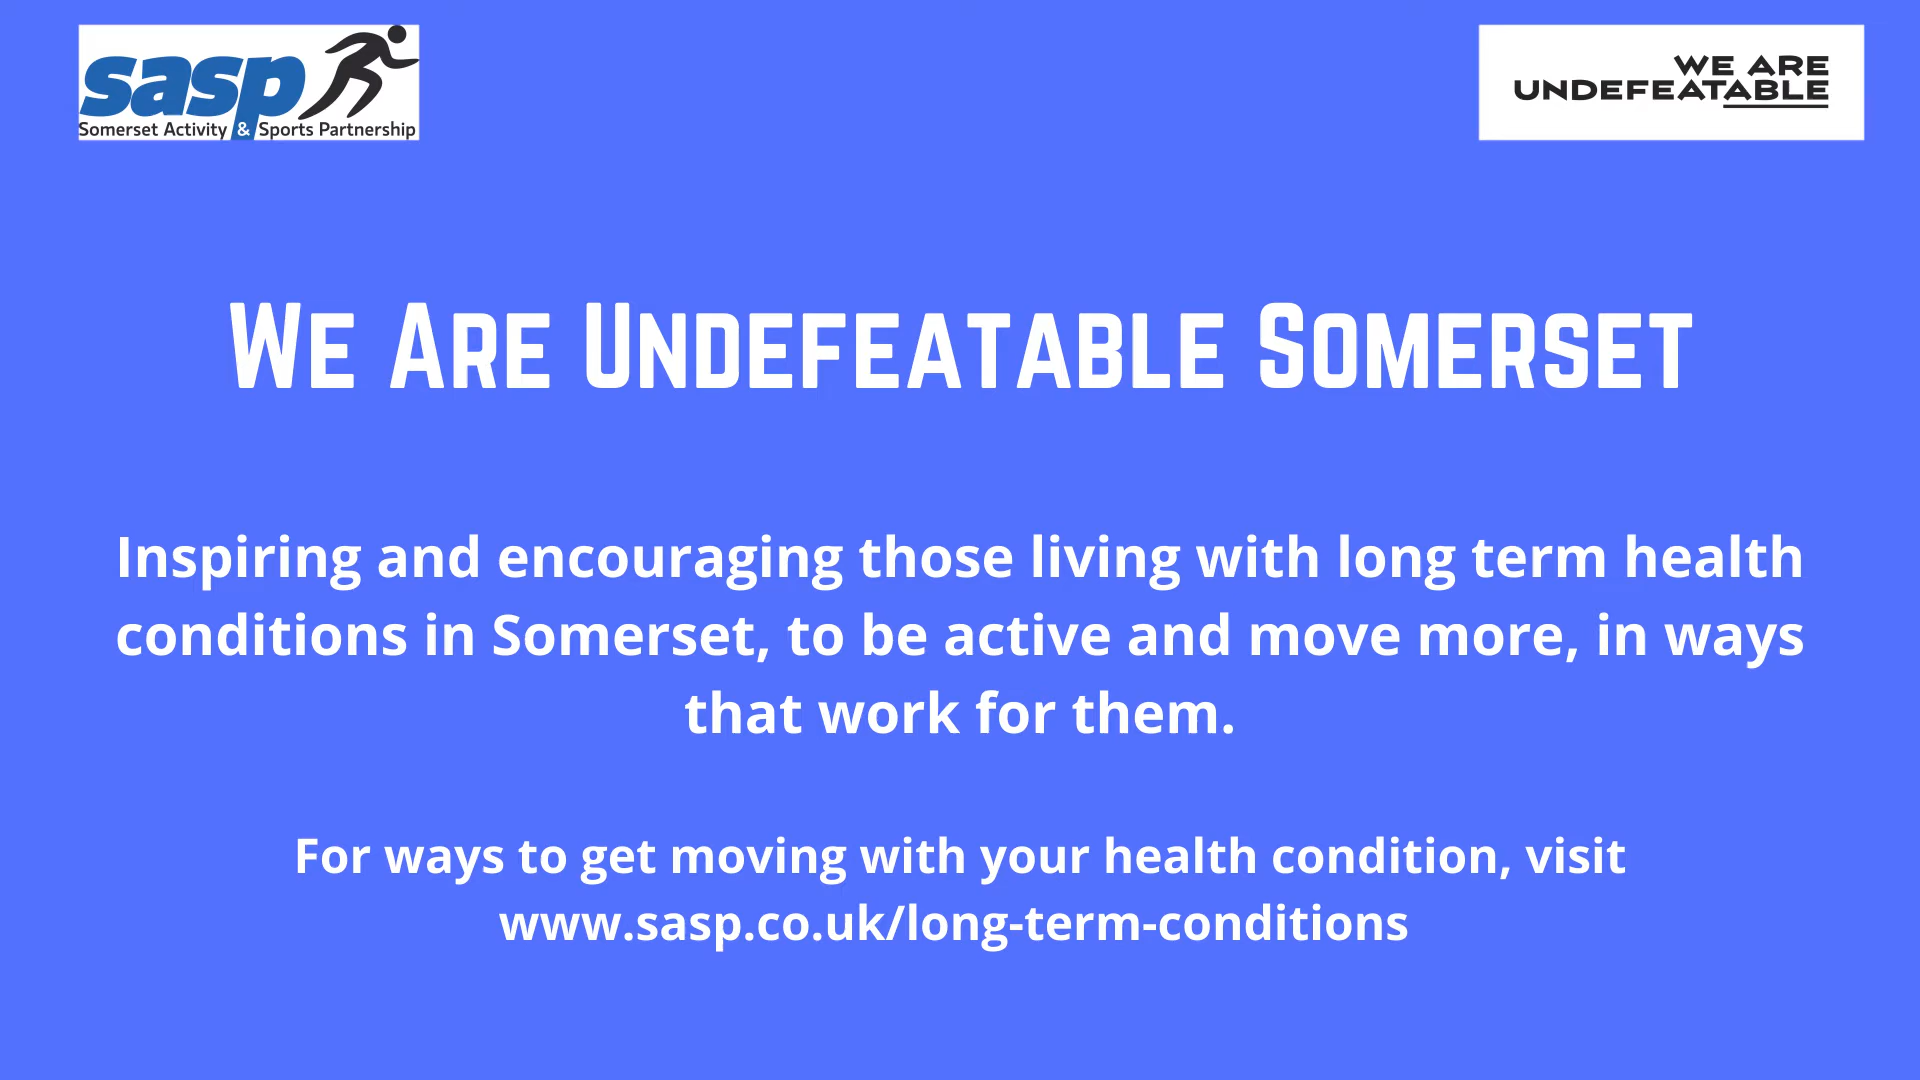 sasp
Somerset Activity & Sports Partnership
WE ARE
UNDEFEATABLE
We Are Undefeatable Somerset
Inspiring and encouraging those living with long term health
conditions in Somerset, to be active and move more, in ways
that work for them.
For ways to get moving with your health condition, visit
www.sasp.co.uk/long-term-conditions